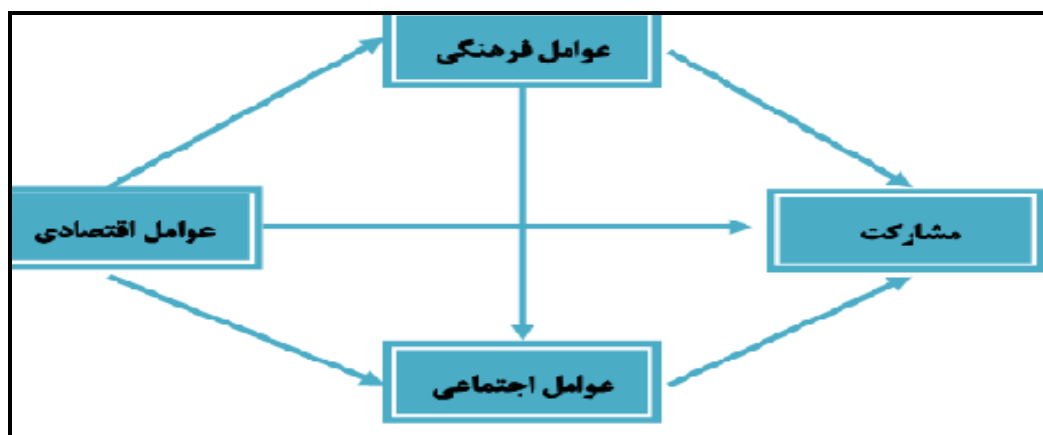 عوامل فرهنگی
عوامل اقتصادی
مشارکت
عوامل اجتماعی